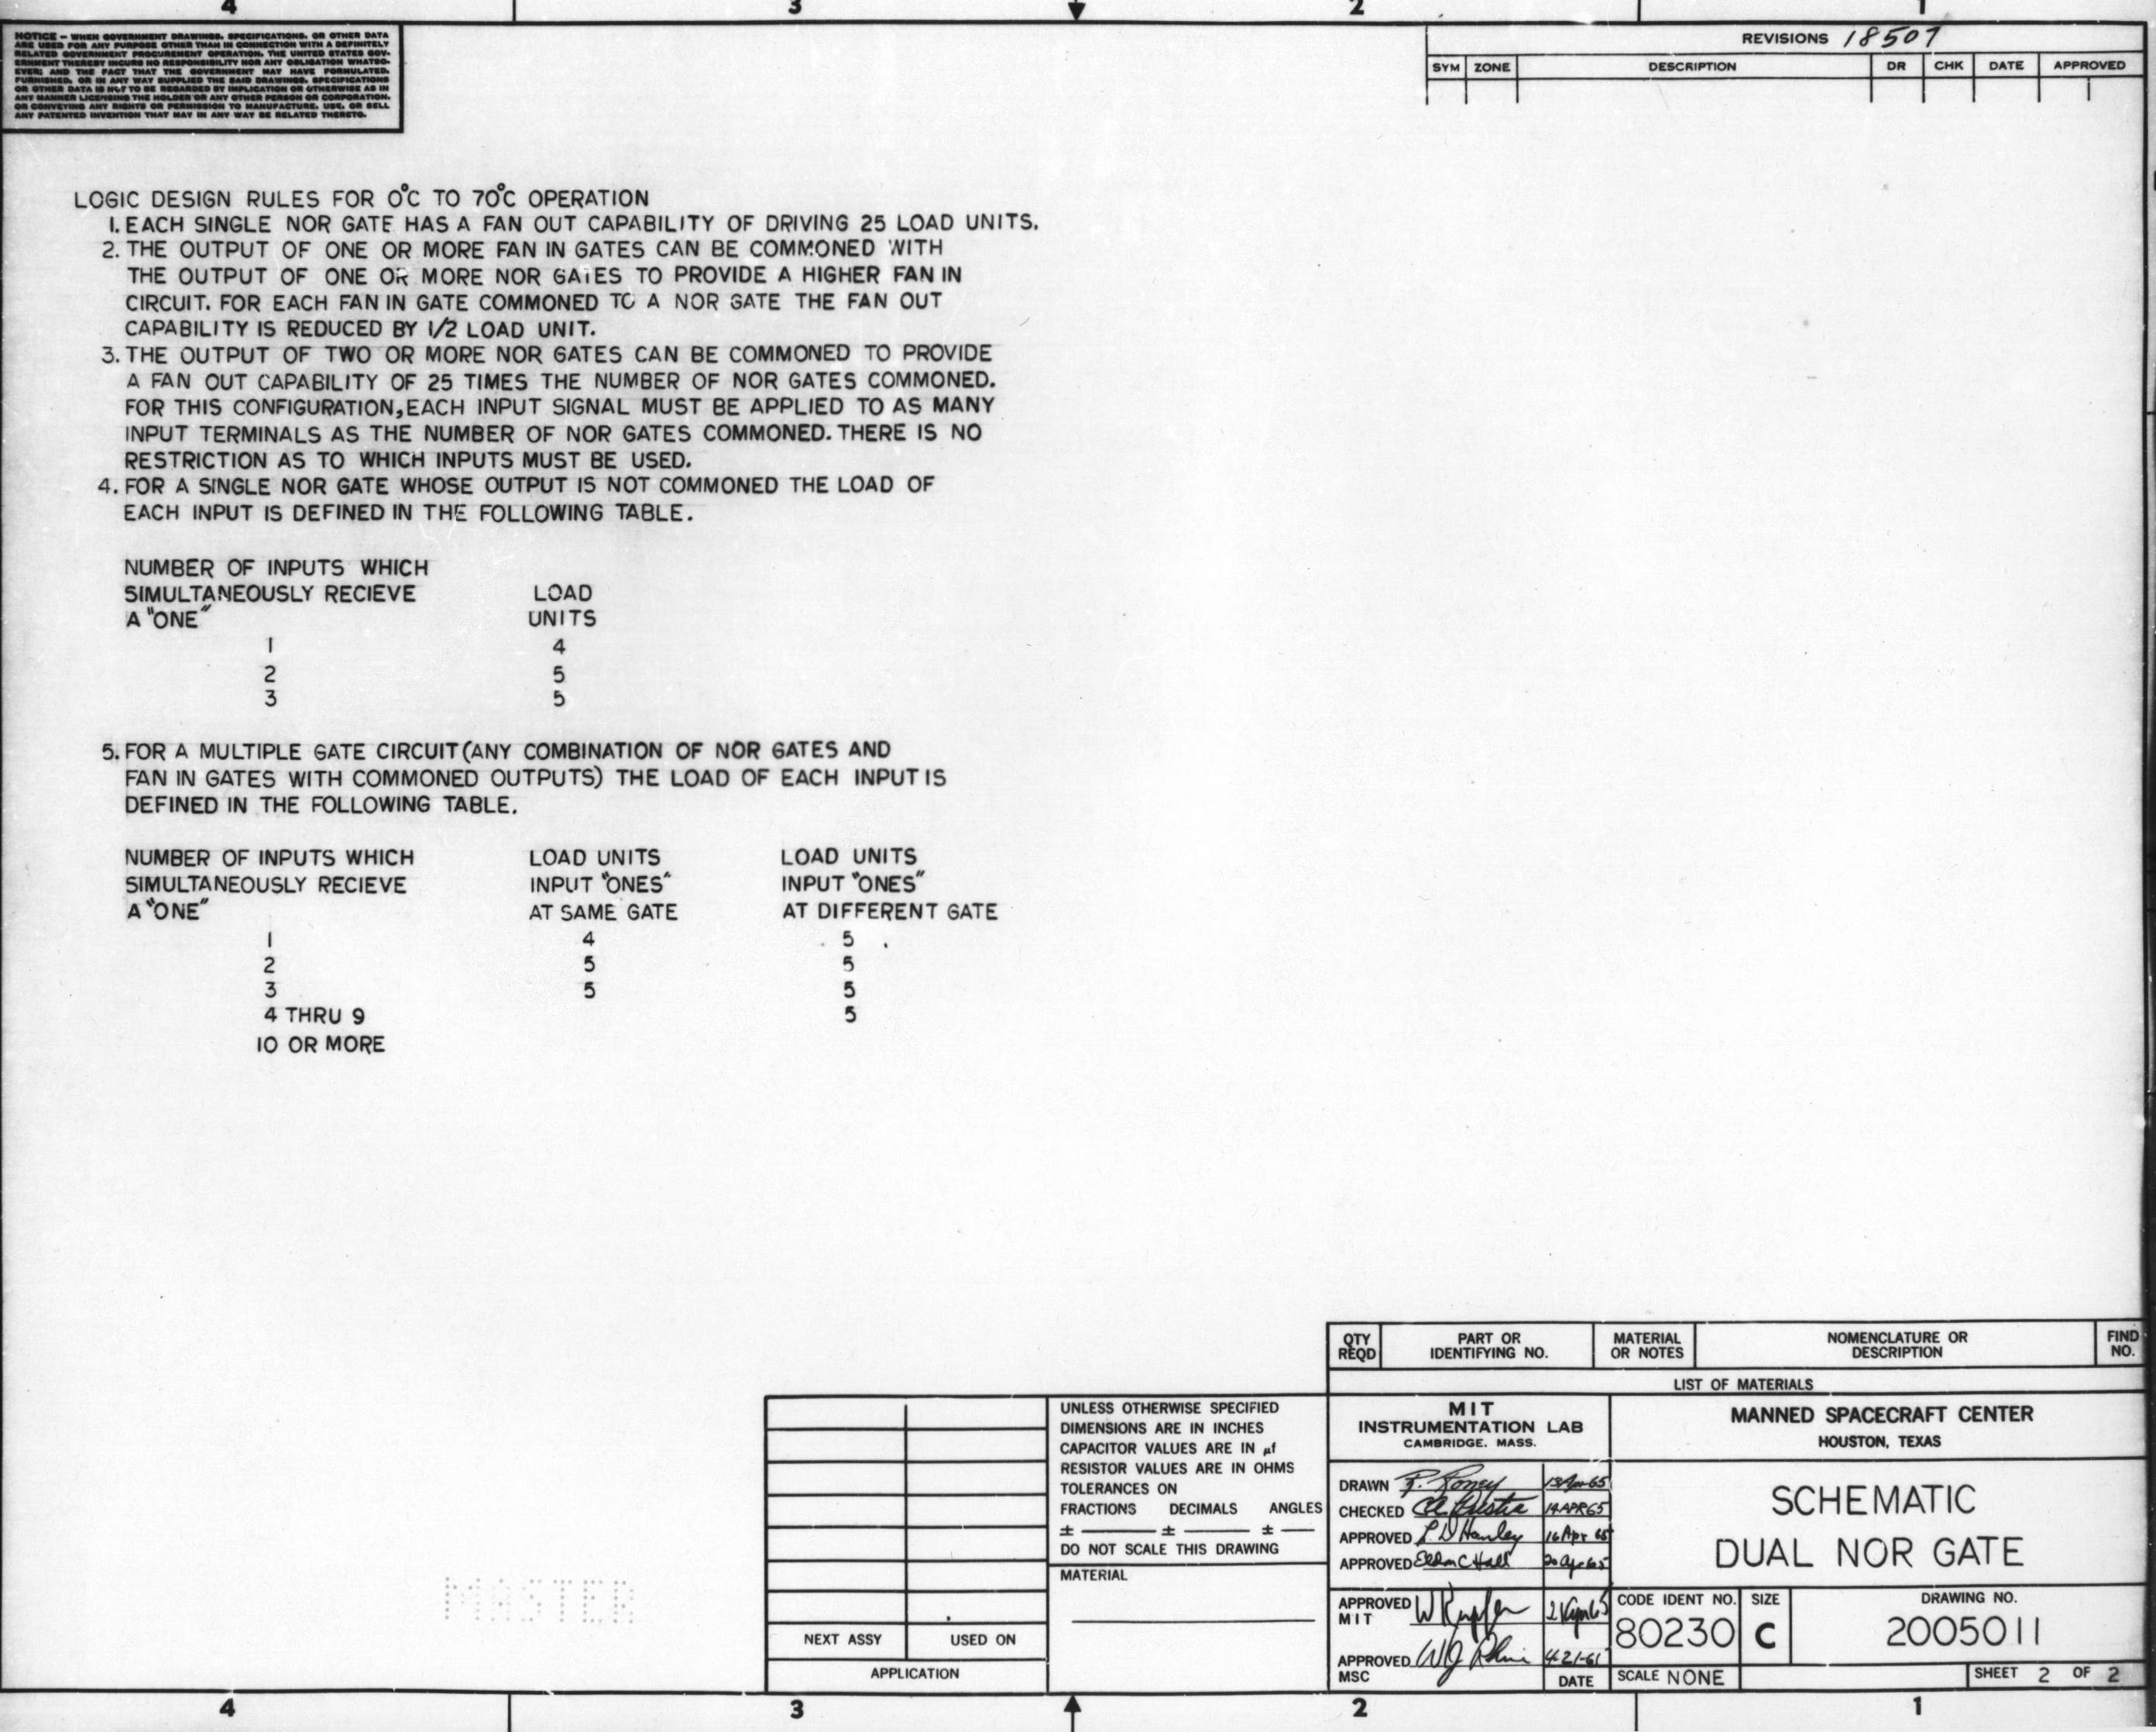 4 3 2 1
NOTICE — WHEN GOVERNMENT DRAWINGS, SPECIFICATIONS, OR OTHER DATA
ARE USED FOR ANY PURPOSE OTHER THAN IN CONNECTION WITH A DEFINITELY
RELATED GOVERNMENT PROCUREMENT OPERATION, THE UNITED STATES GOV-
ERNMENT THEREBY INCURS NO RESPONSIBILITY NOR ANY OBLIGATION WHATSO-
EVER; AND THE FACT THAT THE GOVERNMENT MAY HAVE FORMULATED,
FURNISHED, OR IN ANY WAY SUPPLIED THE SAID DRAWINGS, SPECIFICATIONS
OR OTHER DATA IS NOT TO BE REGARDED BY IMPLICATION OR OTHERWISE AS IN
ANY MANNER LICENSING THE HOLDER OR ANY OTHER PERSON OR CORPORATION,
OR CONVEYING ANY RIGHTS OR PERMISSION TO MANUFACTURE, USE, OR SELL
ANY PATENTED INVENTION THAT MAY IN ANY WAY BE RELATED THERETO.
REVISIONS 18507
SYM ZONE DESCRIPTION DR CHK DATE APPROVED
LOGIC DESIGN RULES FOR 0°C TO 70°C OPERATION
1. EACH SINGLE NOR GATE HAS A FAN OUT CAPABILITY OF DRIVING 25 LOAD UNITS.
2. THE OUTPUT OF ONE OR MORE FAN IN GATES CAN BE COMMONED WITH
THE OUTPUT OF ONE OR MORE NOR GATES TO PROVIDE A HIGHER FAN IN
CIRCUIT. FOR EACH FAN IN GATE COMMONED TO A NOR GATE THE FAN OUT
CAPABILITY IS REDUCED BY 1/2 LOAD UNIT.
3. THE OUTPUT OF TWO OR MORE NOR GATES CAN BE COMMONED TO PROVIDE
A FAN OUT CAPABILITY OF 25 TIMES THE NUMBER OF NOR GATES COMMONED.
FOR THIS CONFIGURATION, EACH INPUT SIGNAL MUST BE APPLIED TO AS MANY
INPUT TERMINALS AS THE NUMBER OF NOR GATES COMMONED. THERE IS NO
RESTRICTION AS TO WHICH INPUTS MUST BE USED.
4. FOR A SINGLE NOR GATE WHOSE OUTPUT IS NOT COMMONED THE LOAD OF
EACH INPUT IS DEFINED IN THE FOLLOWING TABLE.
NUMBER OF INPUTS WHICH
SIMULTANEOUSLY RECIEVE LOAD
A "ONE" UNITS
1 4
2 5
3 5
5. FOR A MULTIPLE GATE CIRCUIT (ANY COMBINATION OF NOR GATES AND
FAN IN GATES WITH COMMONED OUTPUTS) THE LOAD OF EACH INPUT IS
DEFINED IN THE FOLLOWING TABLE.
NUMBER OF INPUTS WHICH LOAD UNITS LOAD UNITS
SIMULTANEOUSLY RECIEVE INPUT "ONES" INPUT "ONES"
A "ONE" AT SAME GATE AT DIFFERENT GATE
1 4 5
2 5 5
3 5 5
4 THRU 9 5
10 OR MORE
MASTER
NEXT ASSY USED ON
APPLICATION
UNLESS OTHERWISE SPECIFIED
DIMENSIONS ARE IN INCHES
CAPACITOR VALUES ARE IN µf
RESISTOR VALUES ARE IN OHMS
TOLERANCES ON
FRACTIONS DECIMALS ANGLES
± ± ±
DO NOT SCALE THIS DRAWING
MATERIAL
QTY REQD PART OR IDENTIFYING NO. MATERIAL OR NOTES NOMENCLATURE OR DESCRIPTION FIND NO.
LIST OF MATERIALS
MIT
INSTRUMENTATION LAB
CAMBRIDGE. MASS.
DRAWN 13 Apr 65
CHECKED 14 APR 65
APPROVED P.D Hanley 16 Apr 65
APPROVED Eldon C Hall 20 Apr 65
APPROVED
MIT
APPROVED
MSC
DATE
MANNED SPACECRAFT CENTER
HOUSTON, TEXAS
SCHEMATIC
DUAL NOR GATE
CODE IDENT NO. SIZE DRAWING NO.
80230 C 2005011
SCALE NONE SHEET 2 OF 2
4 3 2 1